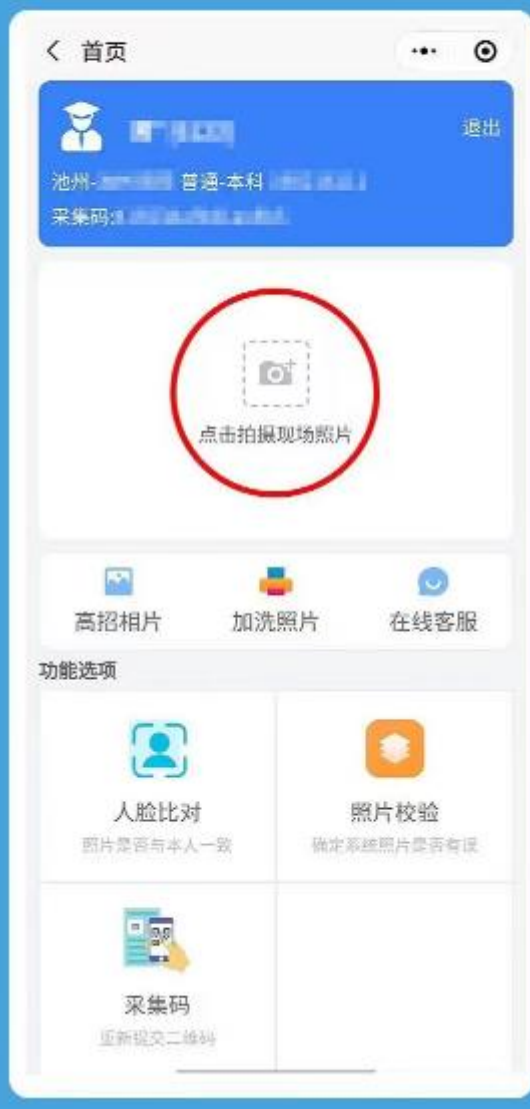 首页
退出
池州- 普通-本科
采集码:
点击拍摄现场照片
高招相片 加洗照片 在线客服
功能选项
人脸比对 照片校验
照片是否与本人一致 确定系统照片是否有误
采集码
重新提交二维码